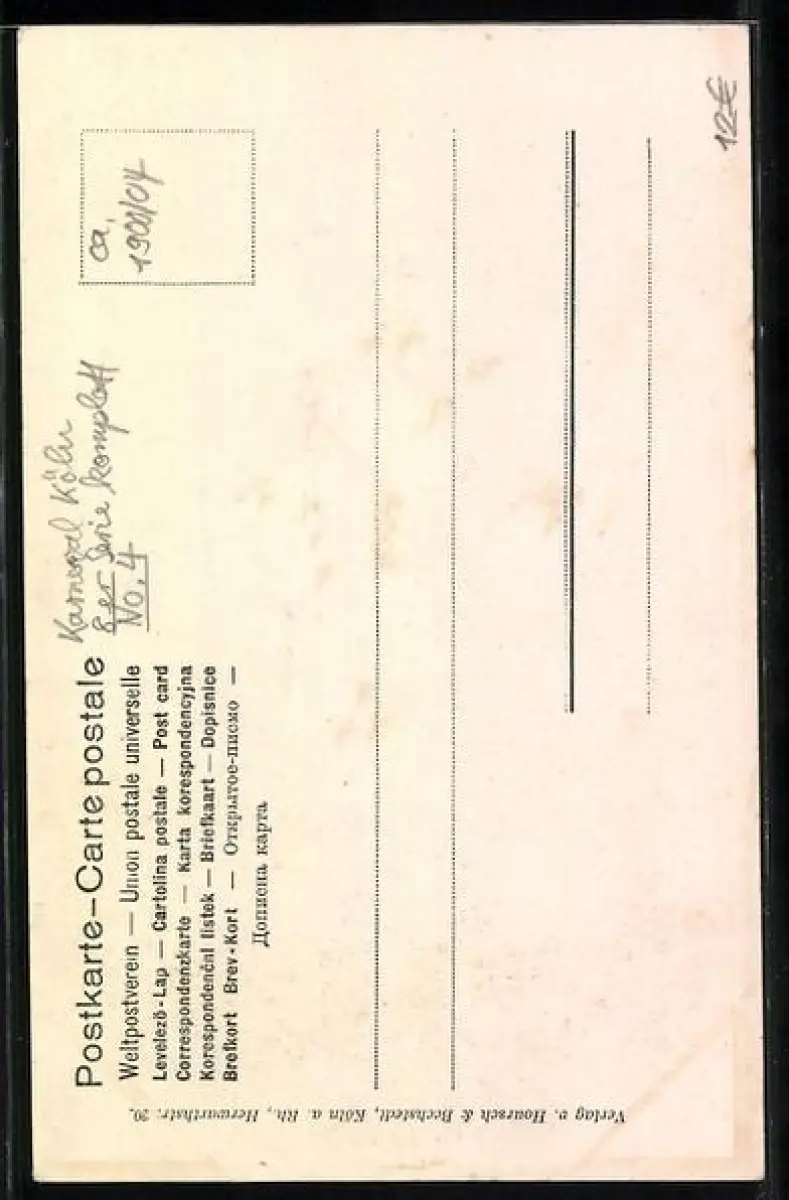 Postkarte—Carte postale
Weltpostverein — Union postale universelle
Levelező-Lap — Cartolina postale — Post card
Correspondenzkarte — Karta korespondencyjna
Korespondenční lístek — Briefkaart — Dopisnice
Brefkort Brev-Kort — Открытое-письмо —
Дописна карта
Karneval Köln
8er Serie komplett
No. 4
ca.
12€
Verlag v. Hoursch & Bechstedt, Köln a. Rh., Herwarthstr. 20.